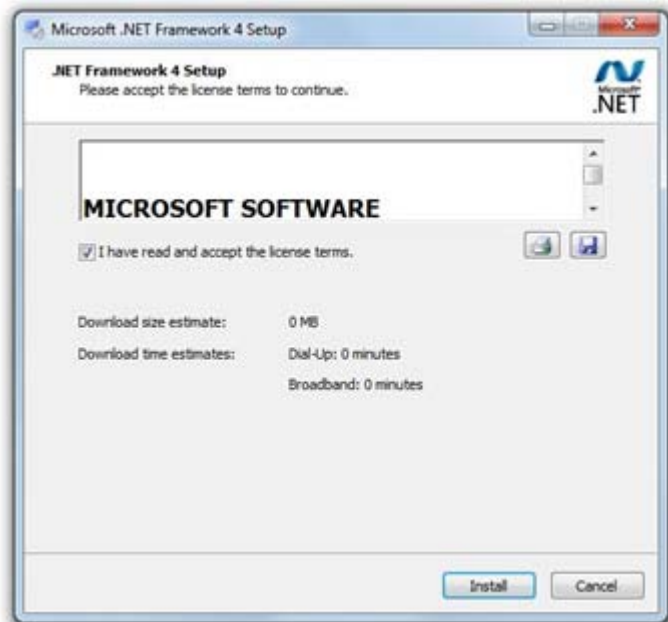 Microsoft .NET Framework 4 Setup
.NET Framework 4 Setup
Please accept the license terms to continue.
Microsoft
.NET
MICROSOFT SOFTWARE
I have read and accept the license terms.
Download size estimate: 0 MB
Download time estimates: Dial-Up: 0 minutes
Broadband: 0 minutes
Install Cancel